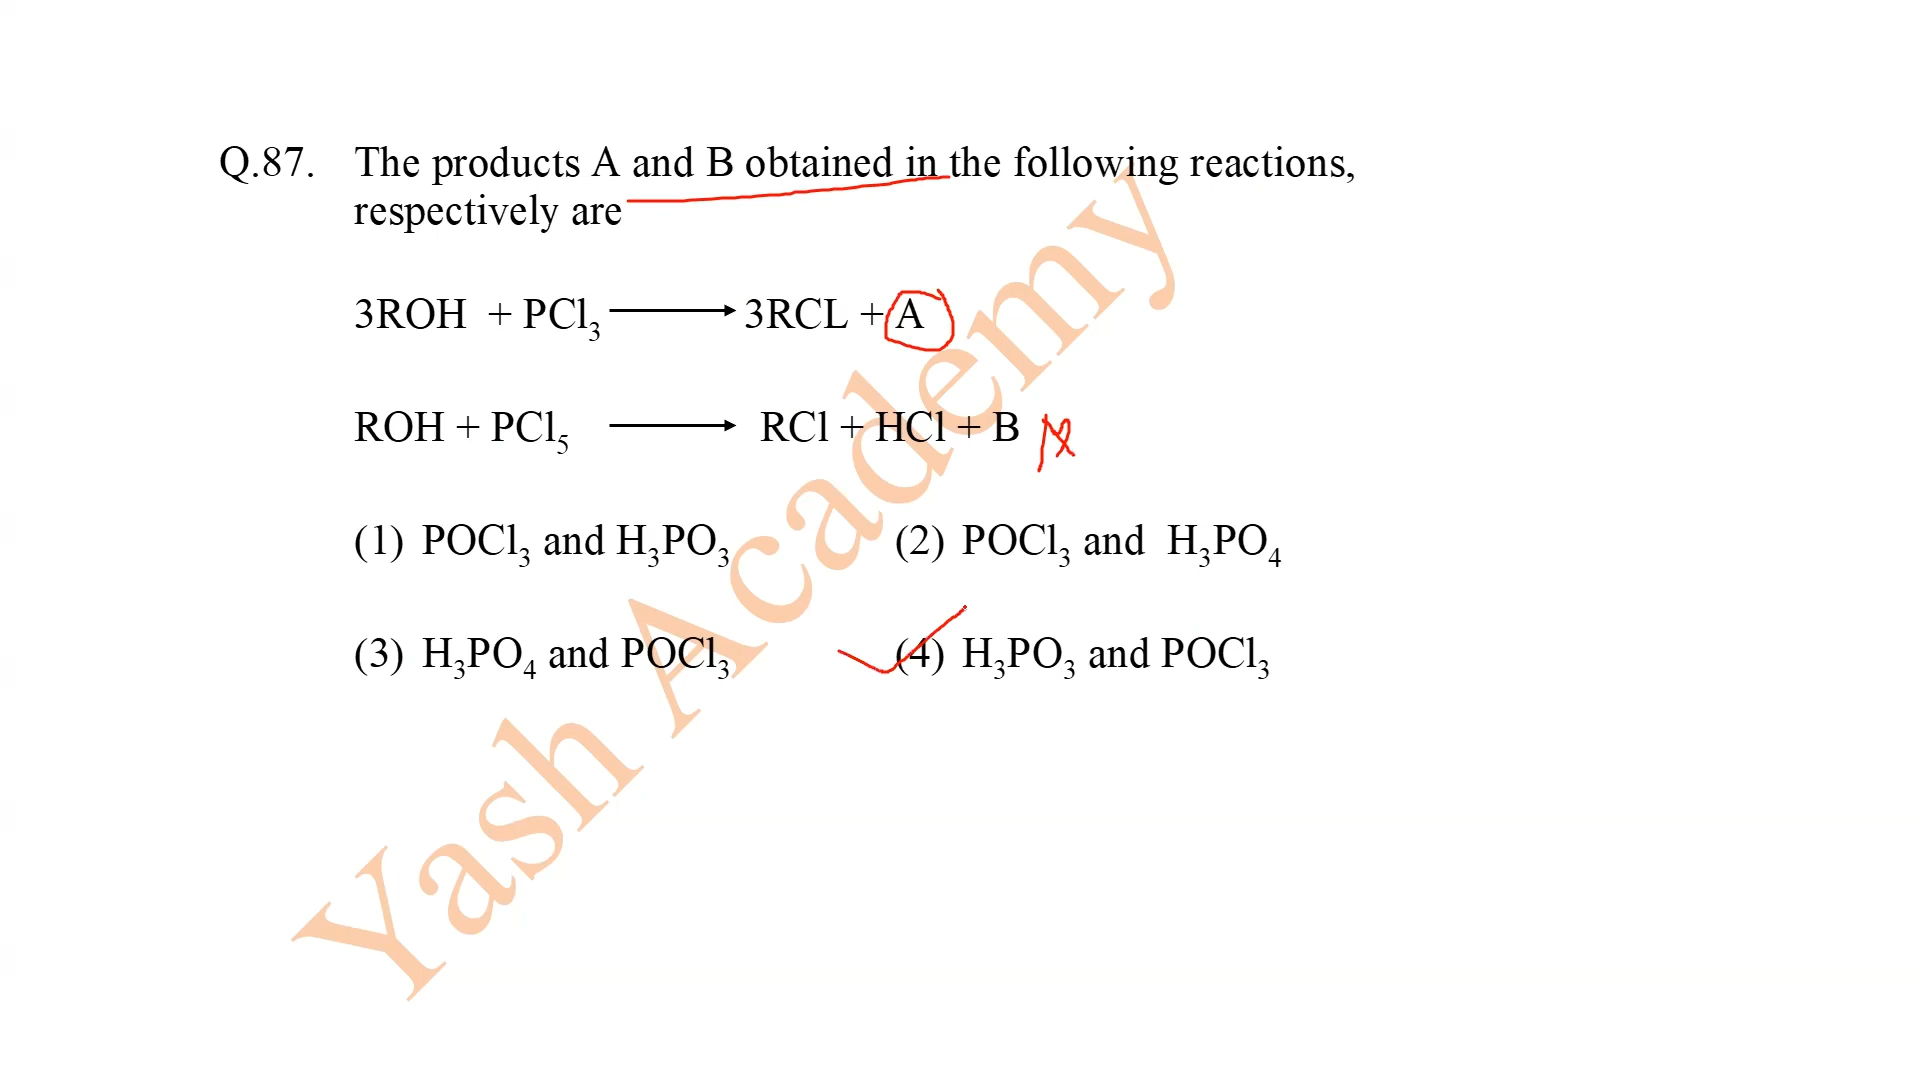 Q.87. The products A and B obtained in the following reactions,
respectively are
3ROH + PCl₃ ⟶ 3RCL + A
ROH + PCl₅ ⟶ RCl + HCl + B
(1) POCl₃ and H₃PO₃ (2) POCl₃ and H₃PO₄
(3) H₃PO₄ and POCl₃ (4) H₃PO₃ and POCl₃
Yash Academy